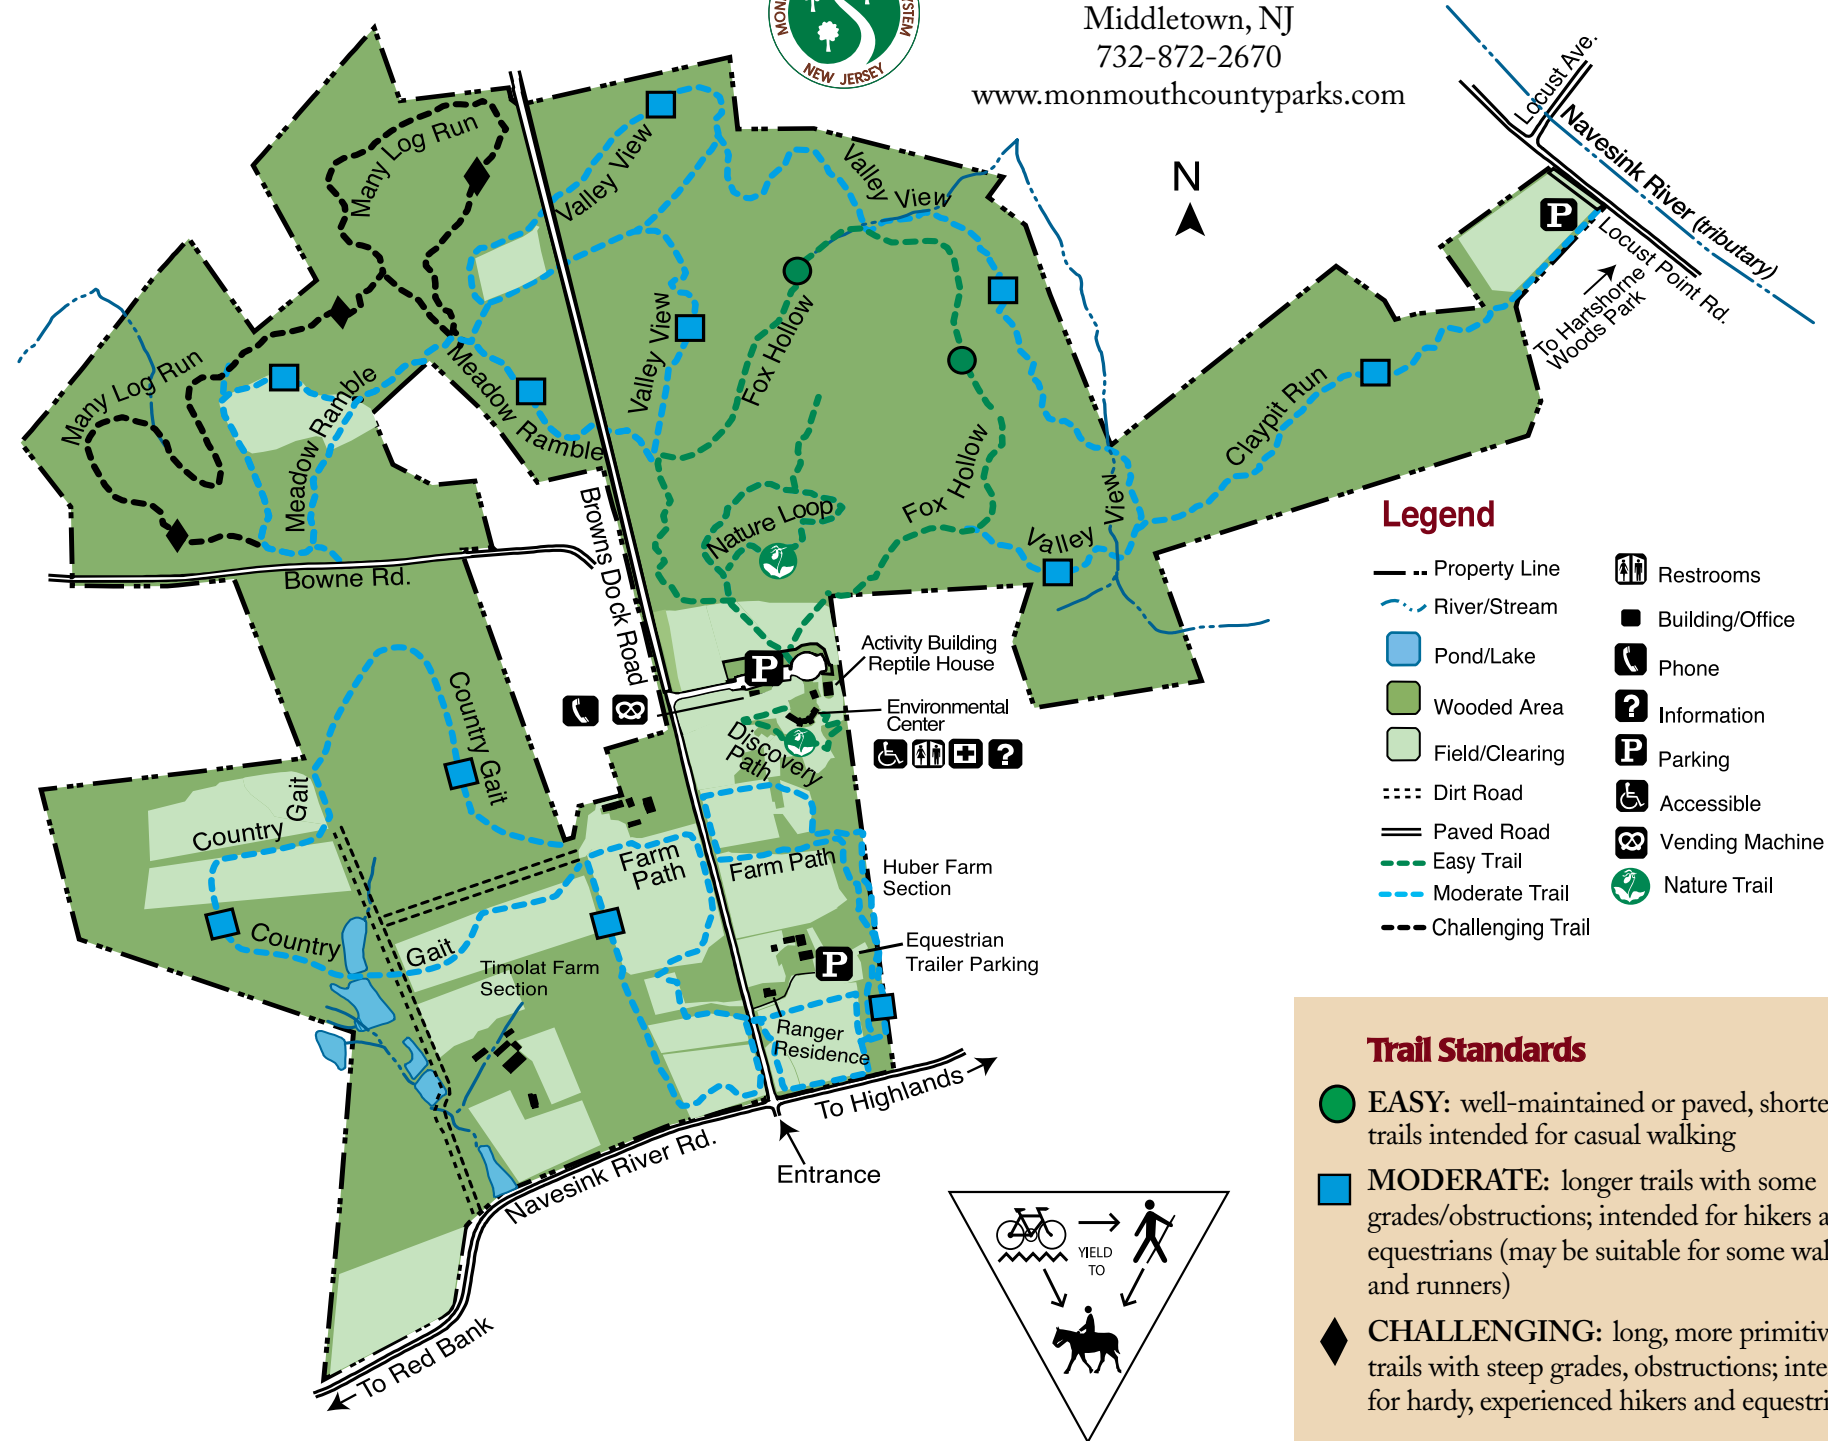 SYSTEM
NEW JERSEY
Middletown, NJ
732-872-2670
www.monmouthcountyparks.com
N
Locust Ave.
Navesink River (tributary)
Locust Point Rd.
To Hartshorne
Woods Park
P
Many Log Run
Valley View
Valley
View
Many Log Run
Meadow Ramble
Meadow Ramble
Valley View
Fox Hollow
Fox Hollow
Claypit Run
Nature Loop
Valley
View
Browns Dock Road
Bowne Rd.
P
Activity Building
Reptile House
Environmental
Center
?
Discovery
Path
Country Gait
Country
Gait
Country
Gait
Farm
Path
Farm Path
Huber Farm
Section
Timolat Farm
Section
P
Equestrian
Trailer Parking
Ranger
Residence
To Highlands
Navesink River Rd.
Entrance
To Red Bank
YIELD
TO
Legend
Property Line
River/Stream
Pond/Lake
Wooded Area
Field/Clearing
Dirt Road
Paved Road
Easy Trail
Moderate Trail
Challenging Trail
Restrooms
Building/Office
Phone
? Information
P Parking
Accessible
Vending Machine
Nature Trail
Trail Standards
EASY: well-maintained or paved, shorte
trails intended for casual walking
MODERATE: longer trails with some
grades/obstructions; intended for hikers a
equestrians (may be suitable for some wal
and runners)
CHALLENGING: long, more primitiv
trails with steep grades, obstructions; inte
for hardy, experienced hikers and equestri